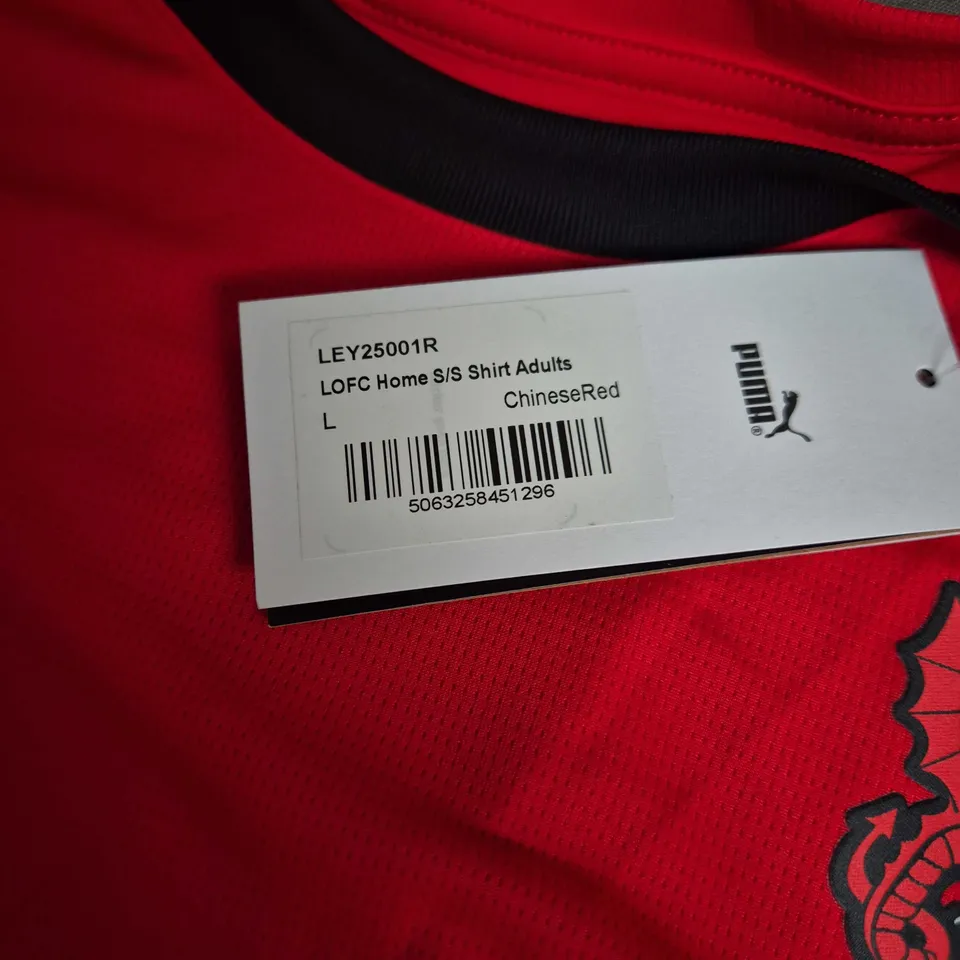 LEY25001R
LOFC Home S/S Shirt Adults
L ChineseRed
5063258451296
PUMA®